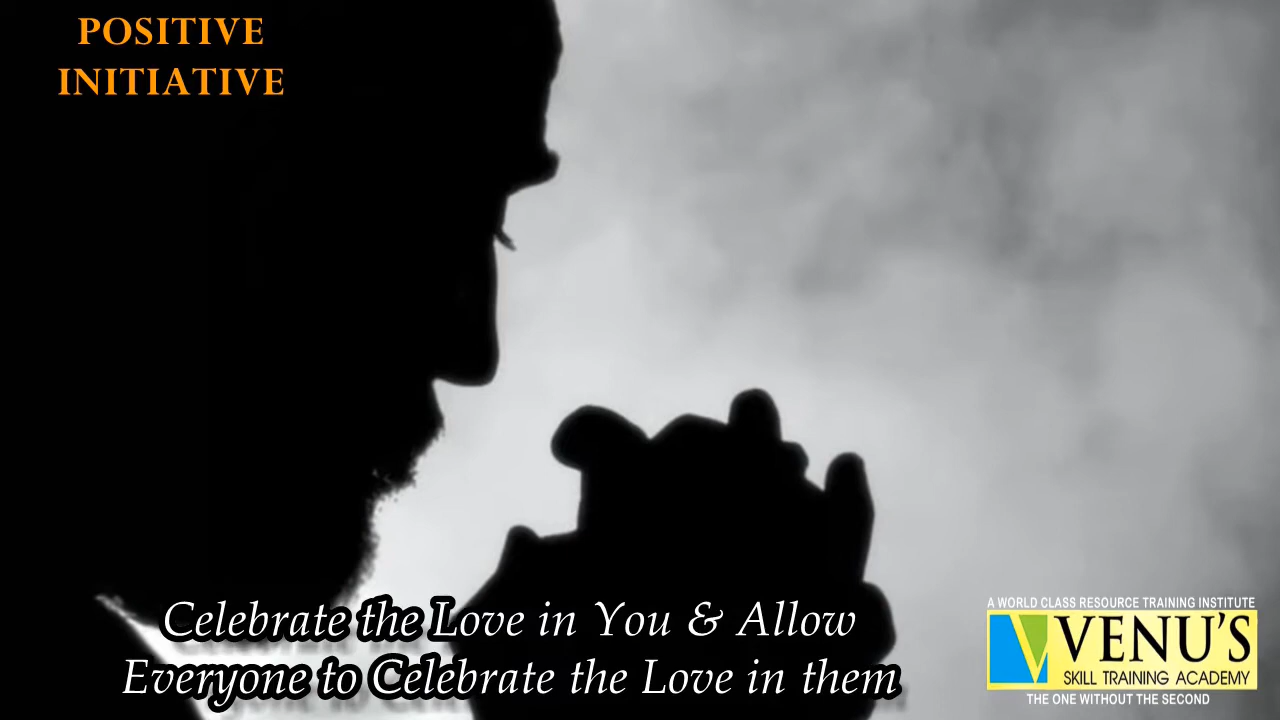 POSITIVE
INITIATIVE
Celebrate the Love in You & Allow
Everyone to Celebrate the Love in them
A WORLD CLASS RESOURCE TRAINING INSTITUTE
VENU'S
SKILL TRAINING ACADEMY
THE ONE WITHOUT THE SECOND